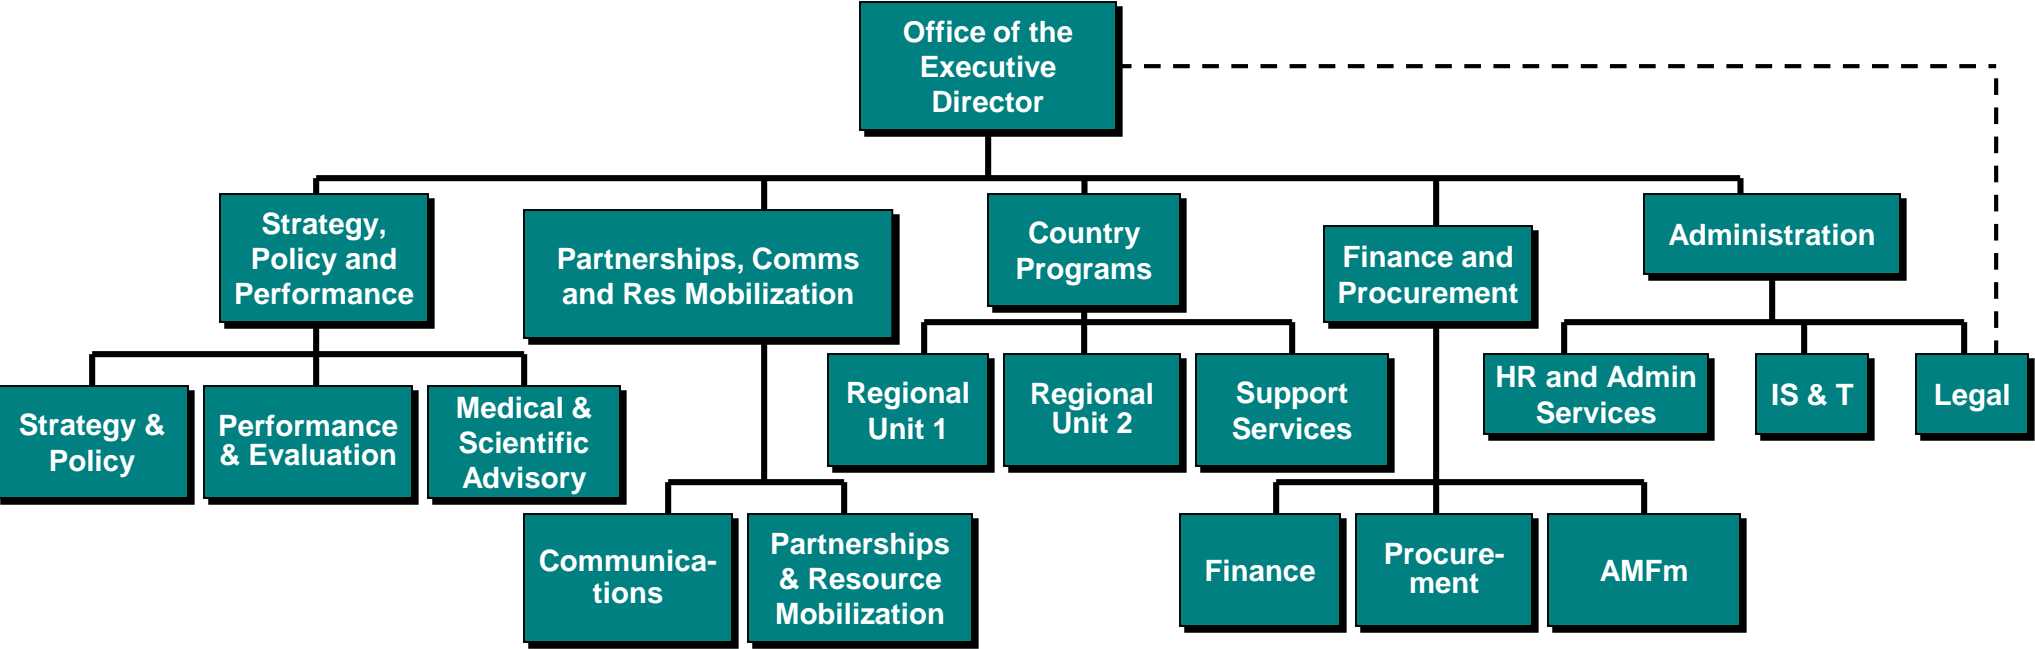 Office of the
Executive
Director
Strategy,
Policy and
Performance
Partnerships, Comms
and Res Mobilization
Country
Programs
Finance and
Procurement
Administration
Strategy &
Policy
Performance
& Evaluation
Medical &
Scientific
Advisory
Regional
Unit 1
Regional
Unit 2
Support
Services
HR and Admin
Services
IS & T
Legal
Communica-
tions
Partnerships
& Resource
Mobilization
Finance
Procure-
ment
AMFm